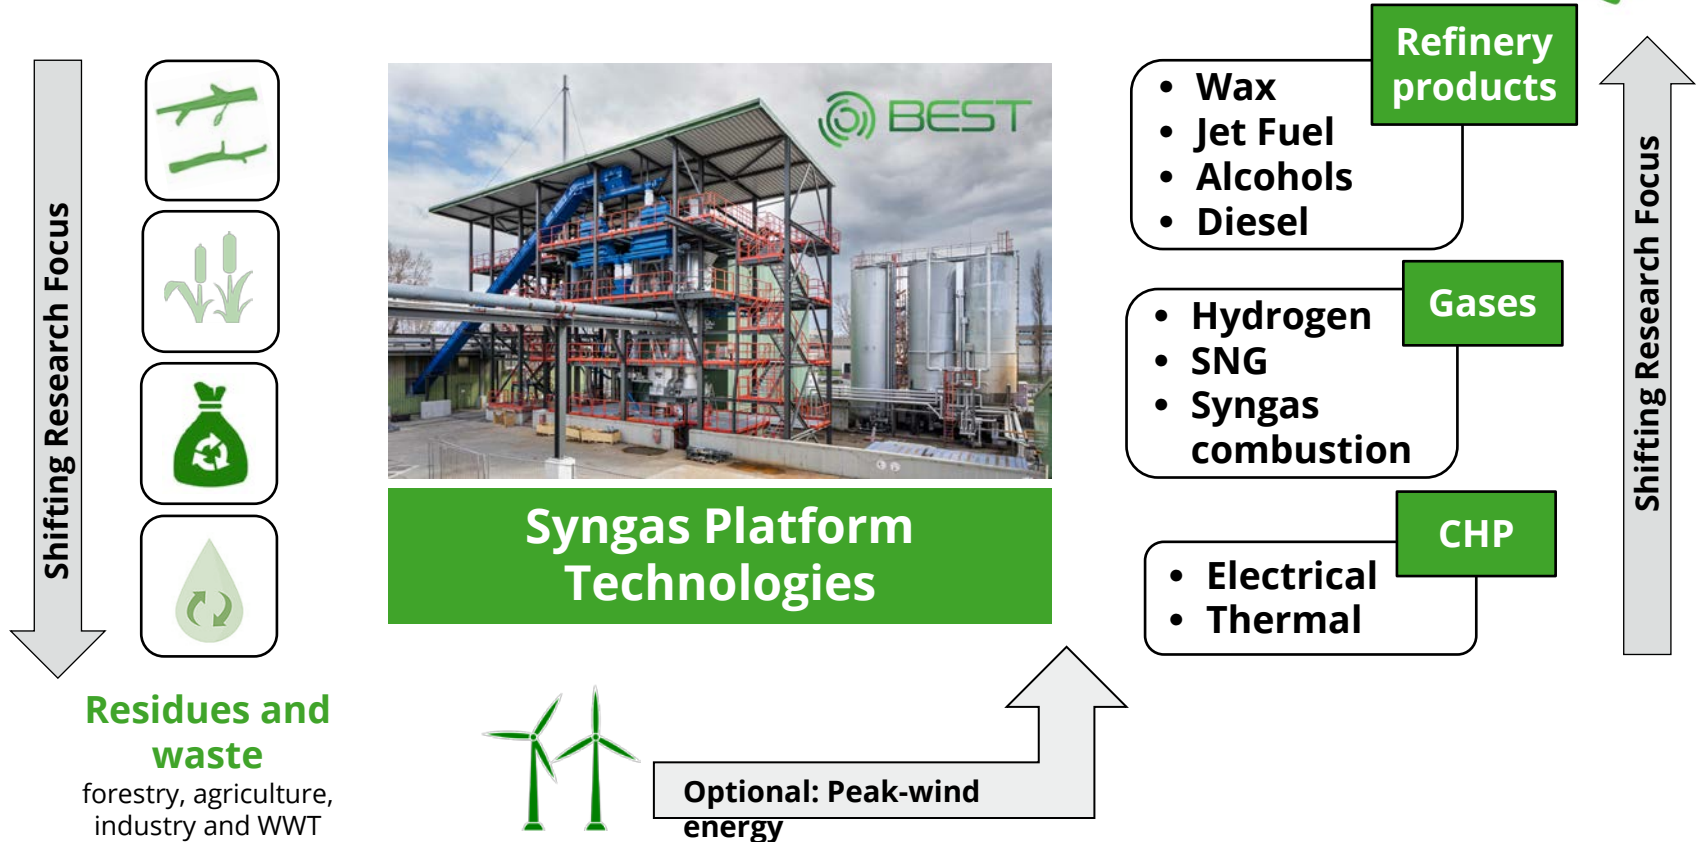 Shifting Research Focus
Residues and
waste
forestry, agriculture,
industry and WWT
BEST
Syngas Platform
Technologies
Optional: Peak-wind
energy
Refinery
products
• Wax
• Jet Fuel
• Alcohols
• Diesel
Gases
• Hydrogen
• SNG
• Syngas
combustion
CHP
• Electrical
• Thermal
Shifting Research Focus